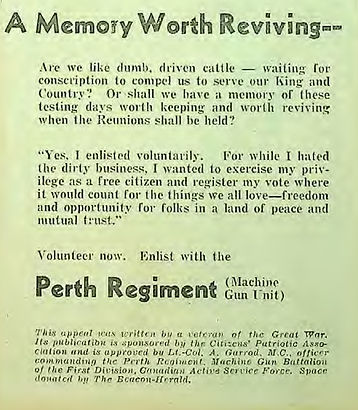 A Memory Worth Reviving--
Are we like dumb, driven cattle — waiting for
conscription to compel us to serve our King and
Country? Or shall we have a memory of these
testing days worth keeping and worth reviving
when the Reunions shall be held?
"Yes, I enlisted voluntarily. For while I hated
the dirty business, I wanted to exercise my priv-
ilege as a free citizen and register my vote where
it would count for the things we all love—freedom
and opportunity for folks in a land of peace and
mutual trust."
Volunteer now. Enlist with the
Perth Regiment (Machine
Gun Unit)
This appeal was written by a veteran of the Great War.
Its publication is sponsored by the Citizens' Patriotic Asso-
ciation and is approved by Lt.-Col. A. Garrod, M.C., officer
commanding the Perth Regiment, Machine Gun Battalion
of the First Division, Canadian Active Service Force. Space
donated by The Beacon-Herald.